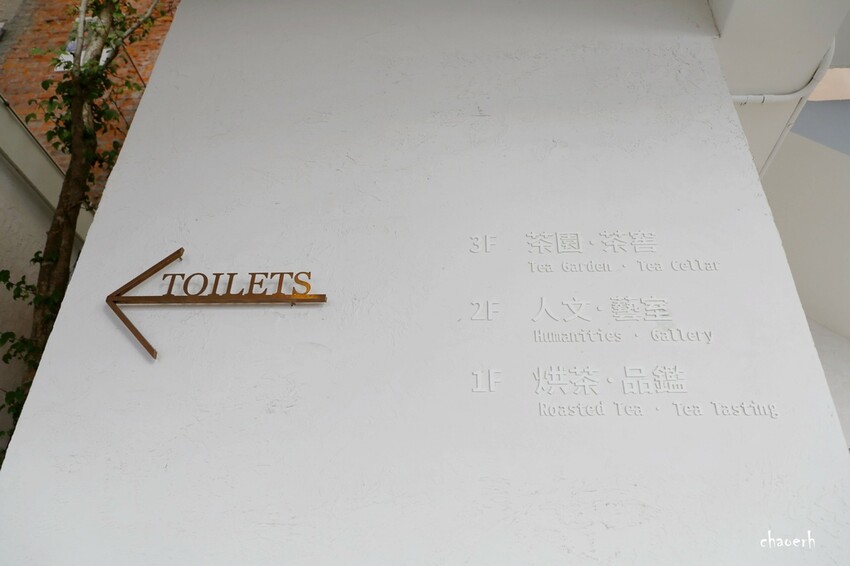 TOILETS
3F 茶園·茶窖
Tea Garden · Tea Cellar
2F 人文·藝室
Humanities · Gallery
1F 烘茶·品鑑
Roasted Tea · Tea Tasting
chaoerh